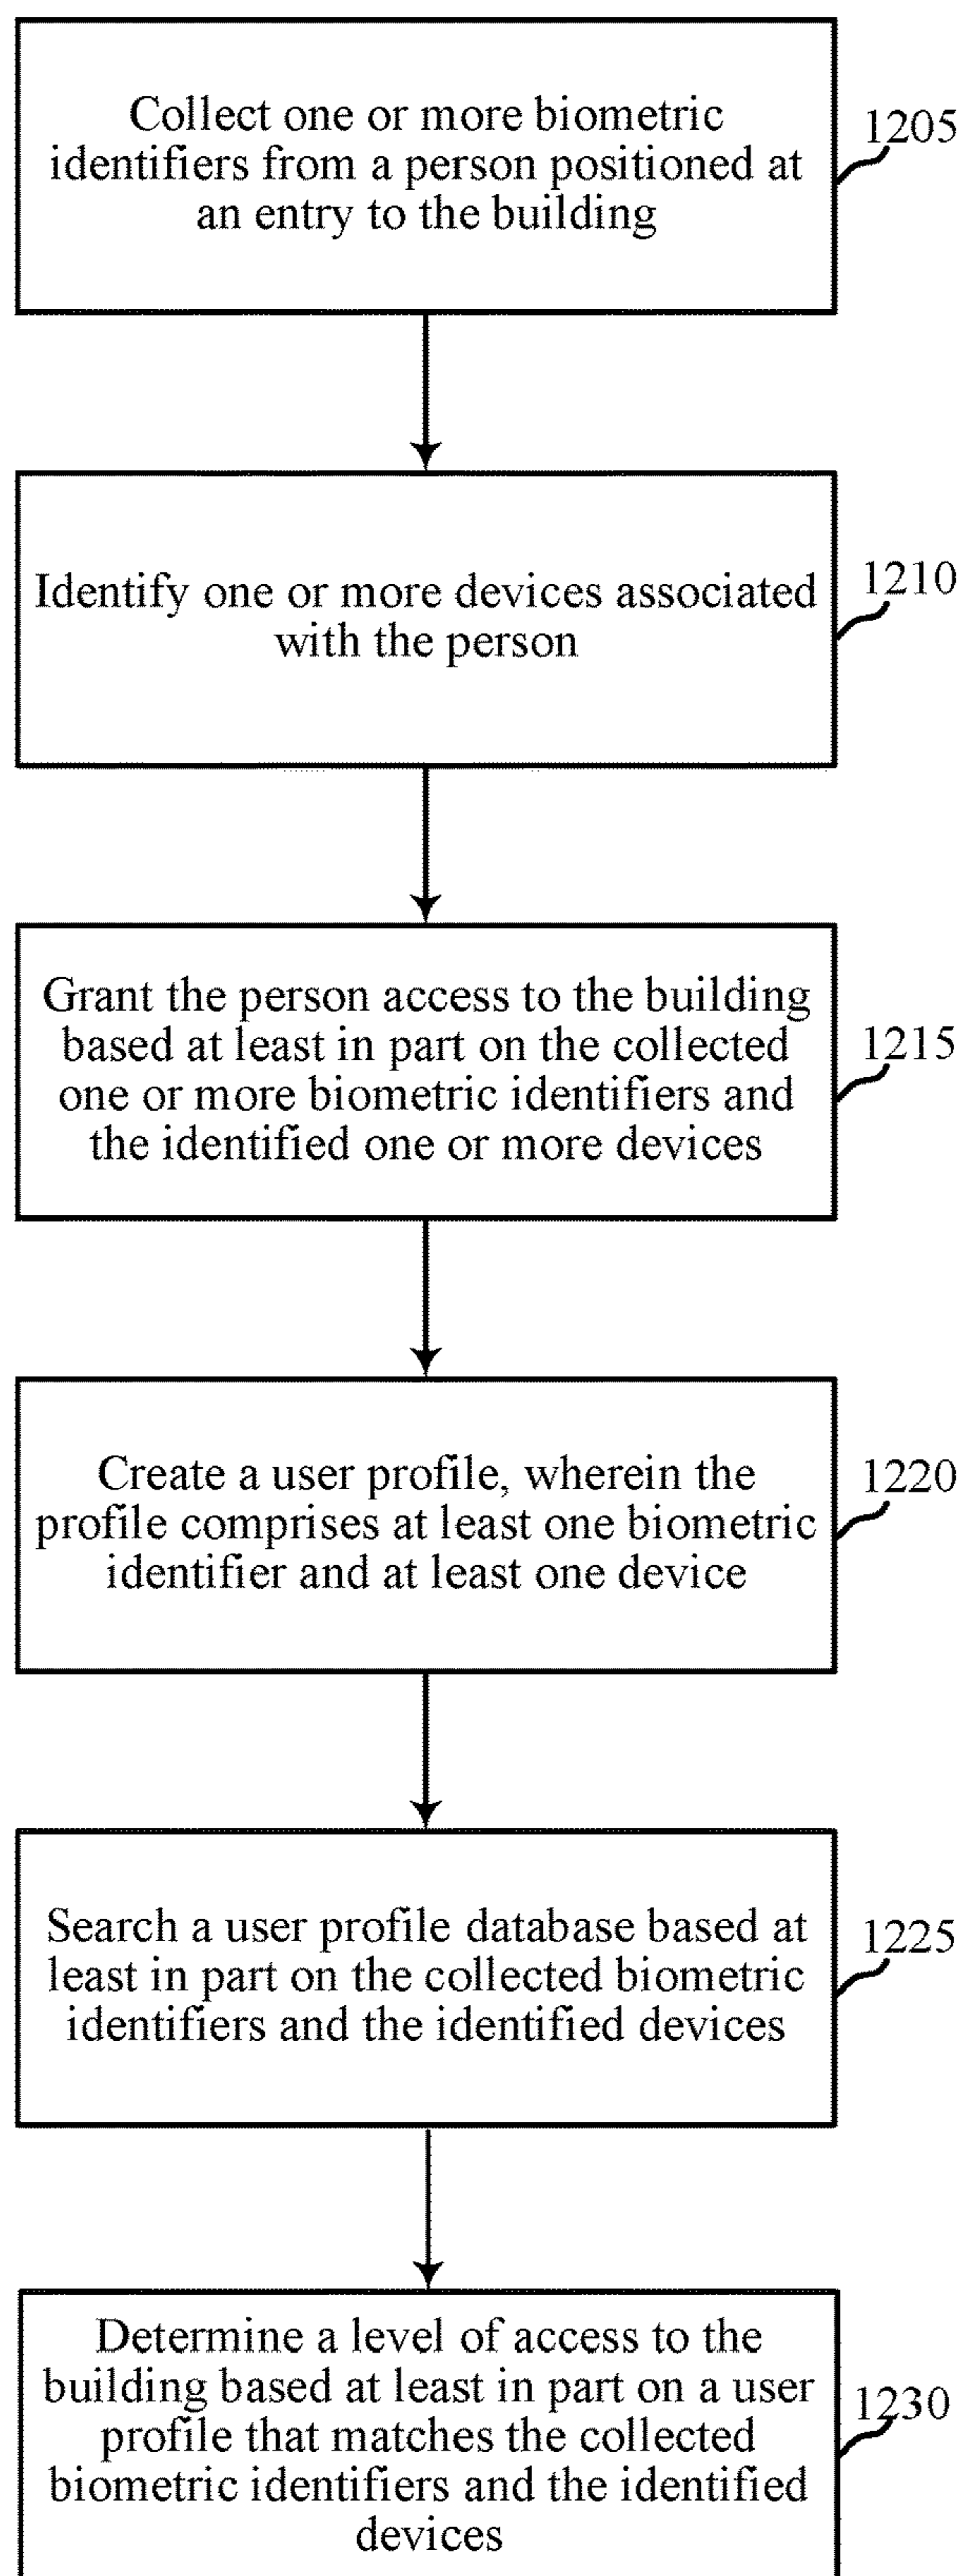 Collect one or more biometric
identifiers from a person positioned at
an entry to the building
1205
Identify one or more devices associated
with the person
1210
Grant the person access to the building
based at least in part on the collected
one or more biometric identifiers and
the identified one or more devices
1215
Create a user profile, wherein the
profile comprises at least one biometric
identifier and at least one device
1220
Search a user profile database based at
least in part on the collected biometric
identifiers and the identified devices
1225
Determine a level of access to the
building based at least in part on a user
profile that matches the collected
biometric identifiers and the identified
devices
1230